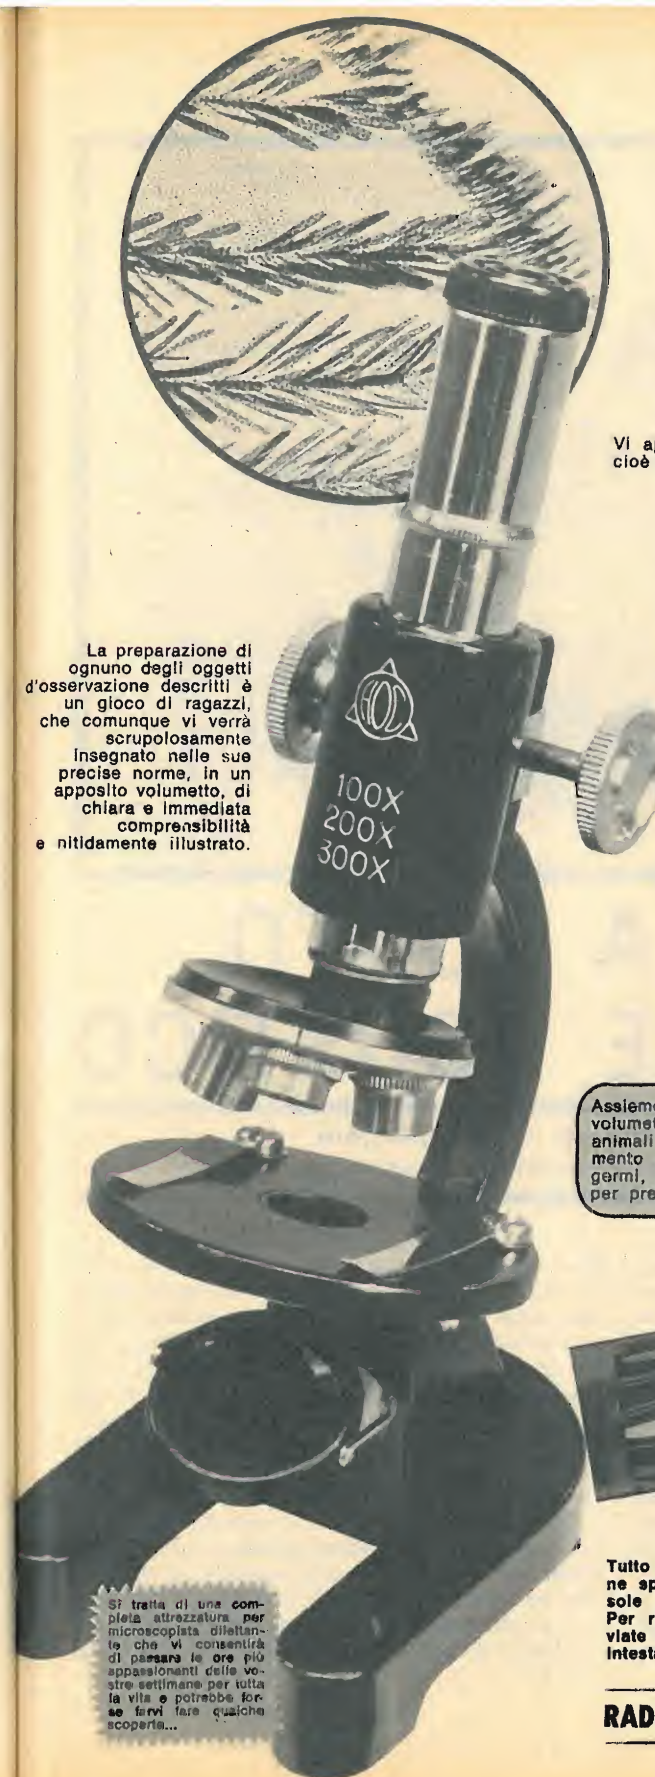 Vi
cioè
La preparazione di
ognuno degli oggetti
d'osservazione descritti è
un gioco di ragazzi,
che comunque vi verrà
scrupolosamente
insegnato nelle sue
precise norme, in un
apposito volumetto, di
chiara e immediata
comprensibilità
e nitidamente illustrato.
100X
200X
300X
Assieme
volumet
animali
mento
germi,
per pre
Si tratta di una com-
pleta attrezzatura per
microscopista dilettan-
te che vi consentirà
di passare le ore più
appassionanti delle vo-
stre settimane per tutta
la vita e potrebbe for-
se farvi fare qualche
scoperta...
Tutto
ne sp
sole
Per r
viate
intest
RAD